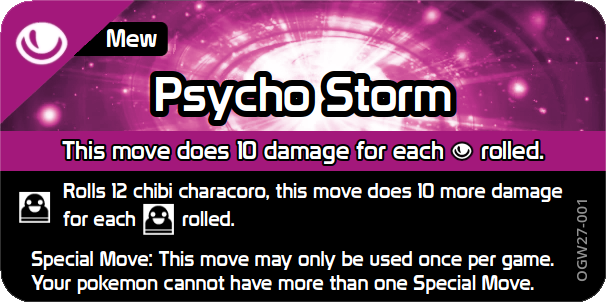 Mew
Psycho Storm
This move does 10 damage for each rolled.
Rolls 12 chibi characoro, this move does 10 more damage
for each rolled.
Special Move: This move may only be used once per game.
Your pokemon cannot have more than one Special Move.
OGW27-001